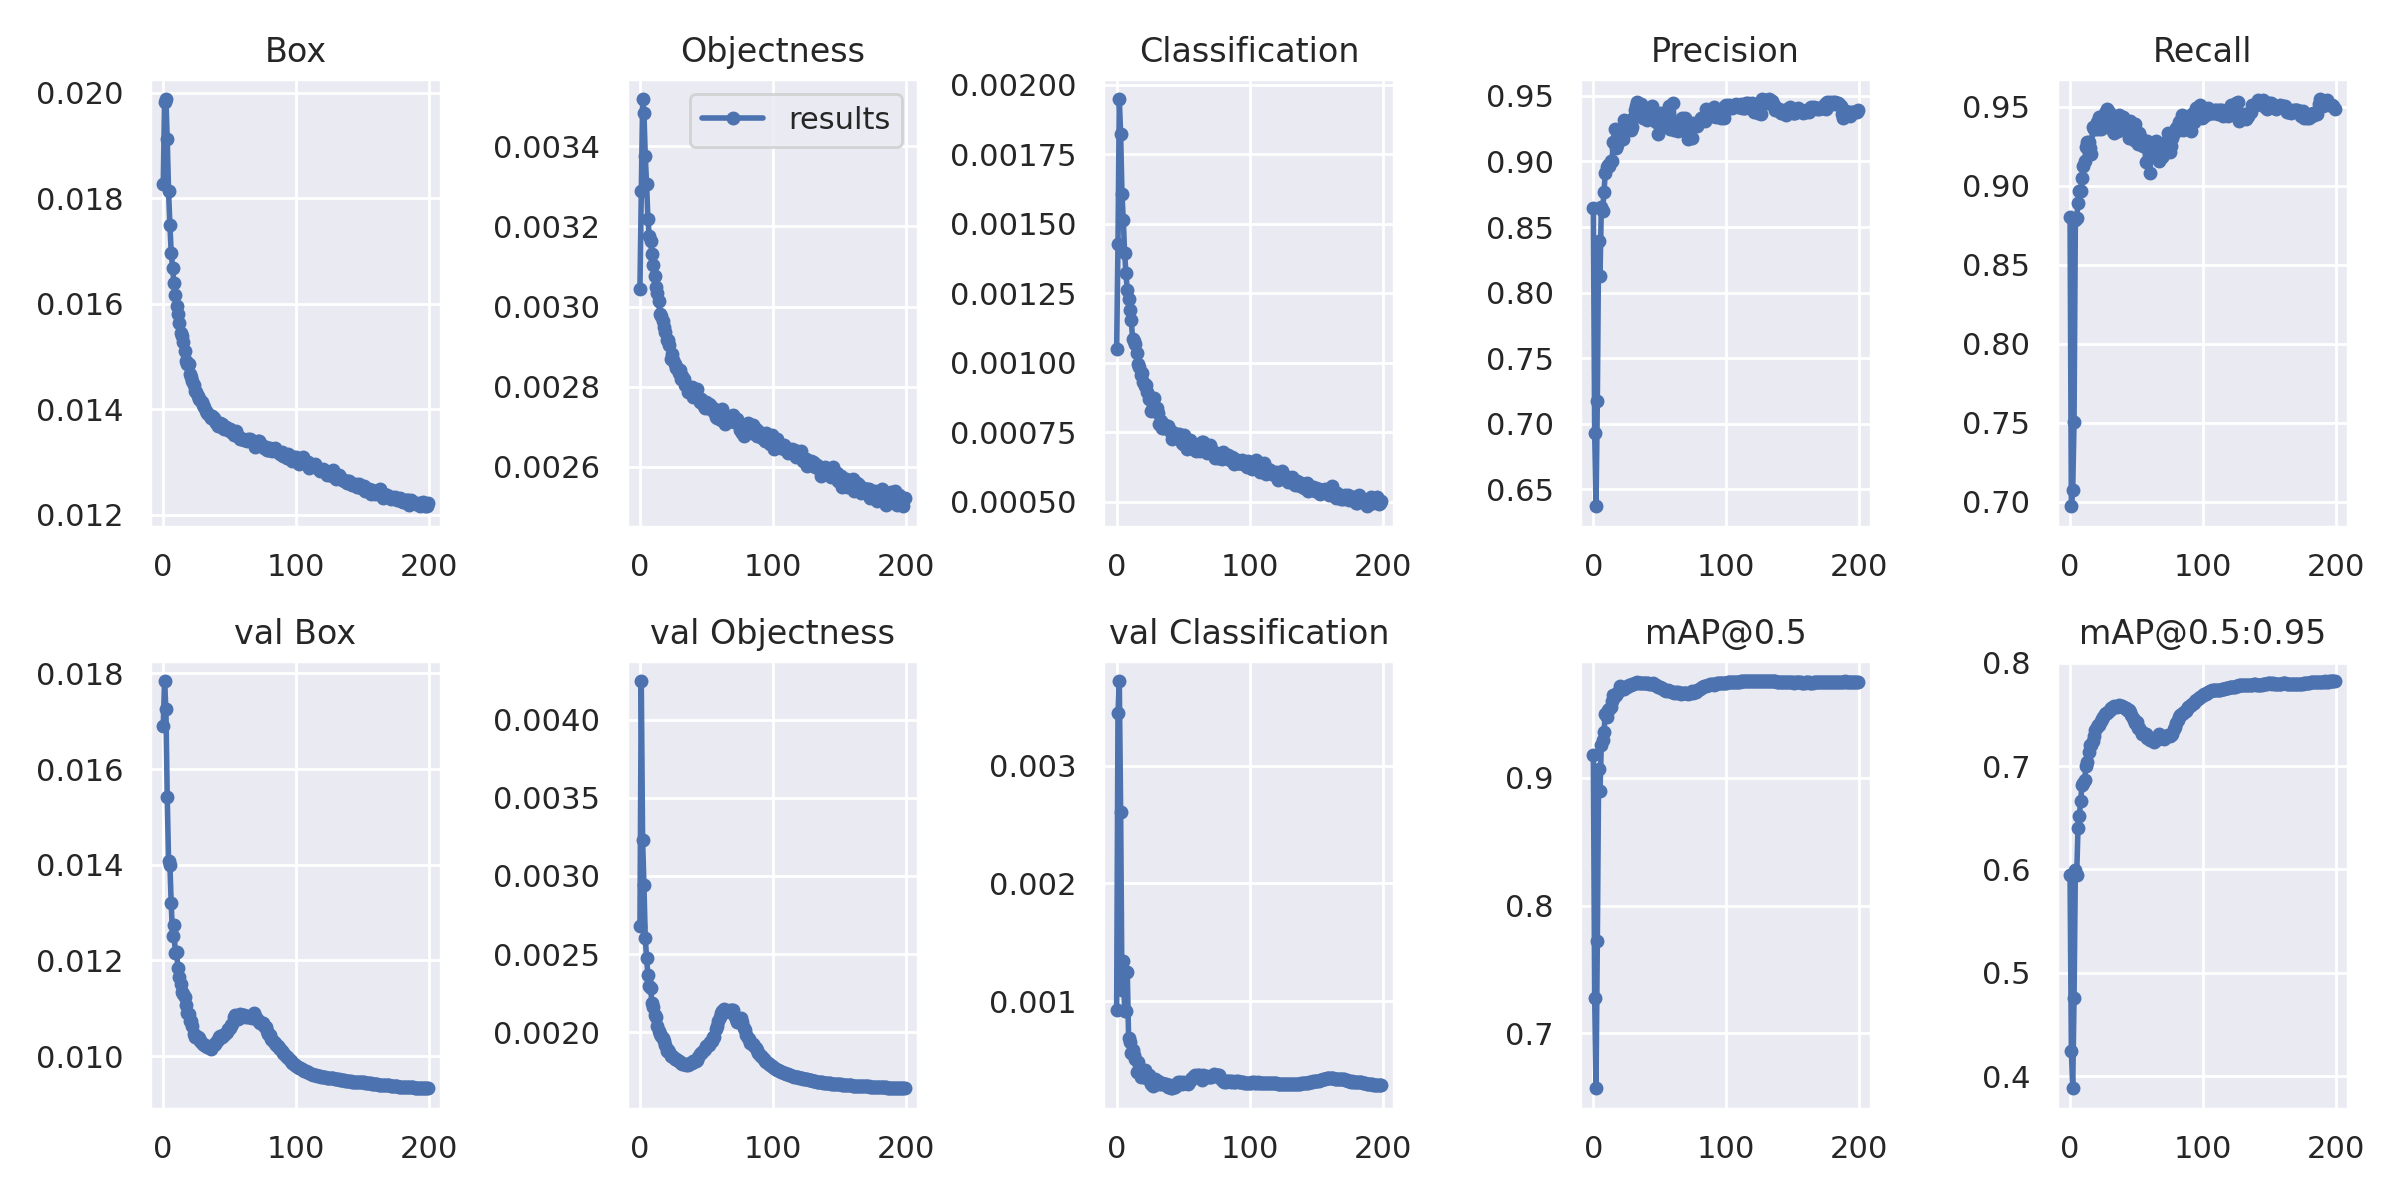 Box
Objectness
Classification
Precision
Recall
0.020
0.018
0.016
0.014
0.012
0 100 200
results
0.0034
0.0032
0.0030
0.0028
0.0026
0 100 200
0.00200
0.00175
0.00150
0.00125
0.00100
0.00075
0.00050
0 100 200
0.95
0.90
0.85
0.80
0.75
0.70
0.65
0 100 200
0.95
0.90
0.85
0.80
0.75
0.70
0 100 200
val Box
val Objectness
val Classification
mAP@0.5
mAP@0.5:0.95
0.018
0.016
0.014
0.012
0.010
0 100 200
0.0040
0.0035
0.0030
0.0025
0.0020
0 100 200
0.003
0.002
0.001
0 100 200
0.9
0.8
0.7
0 100 200
0.8
0.7
0.6
0.5
0.4
0 100 200